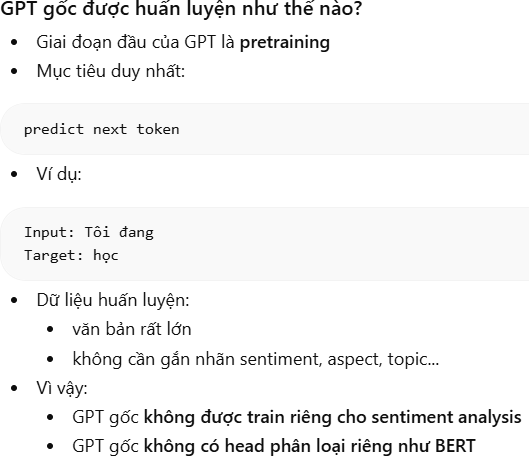 GPT gốc được huấn luyện như thế nào?
Giai đoạn đầu của GPT là pretraining
Mục tiêu duy nhất:
predict next token
Ví dụ:
Input: Tôi đang
Target: học
Dữ liệu huấn luyện:
văn bản rất lớn
không cần gắn nhãn sentiment, aspect, topic...
Vì vậy:
GPT gốc không được train riêng cho sentiment analysis
GPT gốc không có head phân loại riêng như BERT